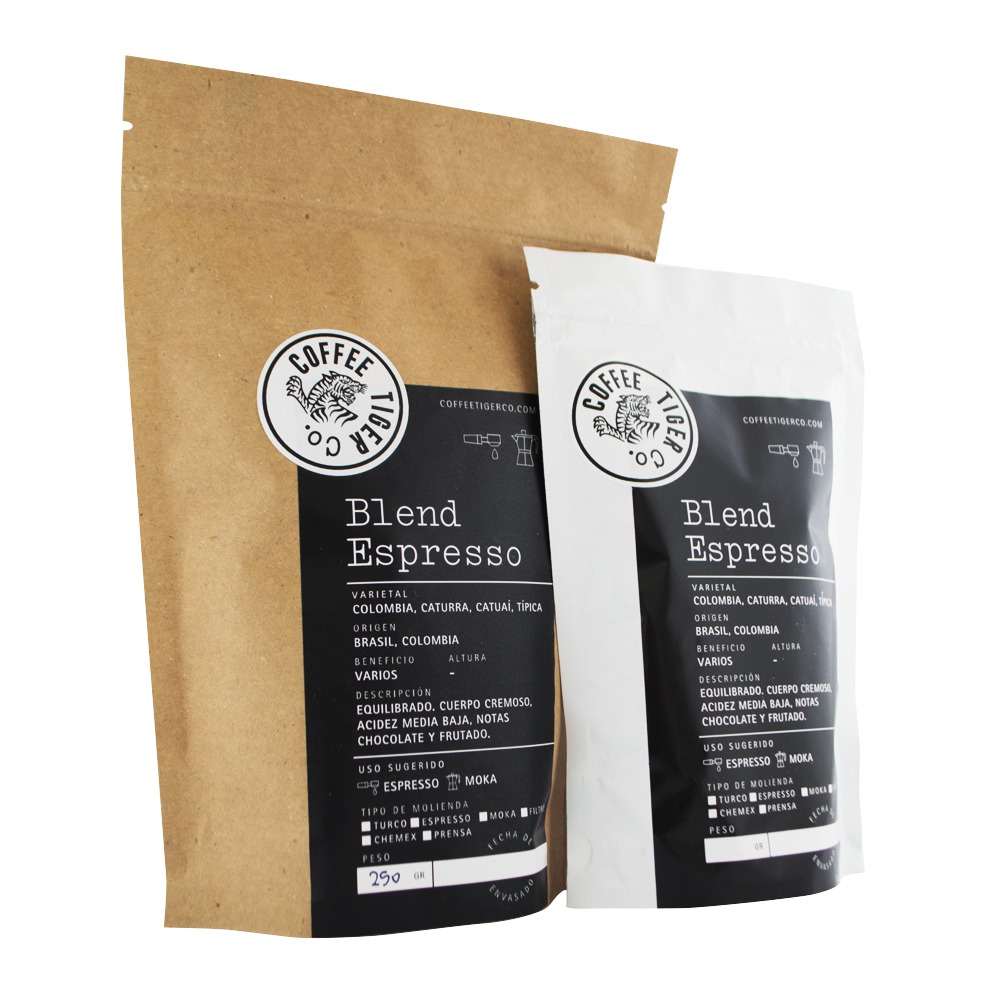 COFFEE TIGER Co.
COFFEETIGERCO.COM
Blend
Espresso
VARIETAL
COLOMBIA, CATURRA, CATUAÍ, TÍPICA
ORIGEN
BRASIL, COLOMBIA
BENEFICIO ALTURA
VARIOS -
DESCRIPCIÓN
EQUILIBRADO. CUERPO CREMOSO,
ACIDEZ MEDIA BAJA, NOTAS
CHOCOLATE Y FRUTADO.
USO SUGERIDO
ESPRESSO MOKA
TIPO DE MOLIENDA
TURCO ESPRESSO MOKA
CHEMEX PRENSA
PESO
250 GR
FECHA DE
ENVASADO
COFFEE TIGER Co.
COFFEETIGERCO.COM
Blend
Espresso
VARIETAL
COLOMBIA, CATURRA, CATUAÍ, TÍPICA
ORIGEN
BRASIL, COLOMBIA
BENEFICIO ALTURA
VARIOS -
DESCRIPCIÓN
EQUILIBRADO. CUERPO CREMOSO,
ACIDEZ MEDIA BAJA, NOTAS
CHOCOLATE Y FRUTADO.
USO SUGERIDO
ESPRESSO MOKA
TIPO DE MOLIENDA
TURCO ESPRESSO MOKA
CHEMEX PRENSA
PESO
GR
FECHA DE
ENVASADO